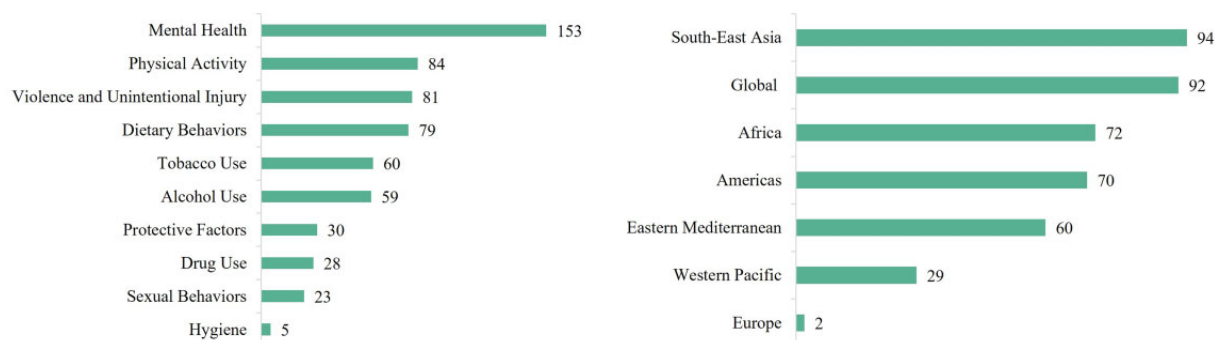 Mental Health 153
Physical Activity 84
Violence and Unintentional Injury 81
Dietary Behaviors 79
Tobacco Use 60
Alcohol Use 59
Protective Factors 30
Drug Use 28
Sexual Behaviors 23
Hygiene 5
South-East Asia 94
Global 92
Africa 72
Americas 70
Eastern Mediterranean 60
Western Pacific 29
Europe 2